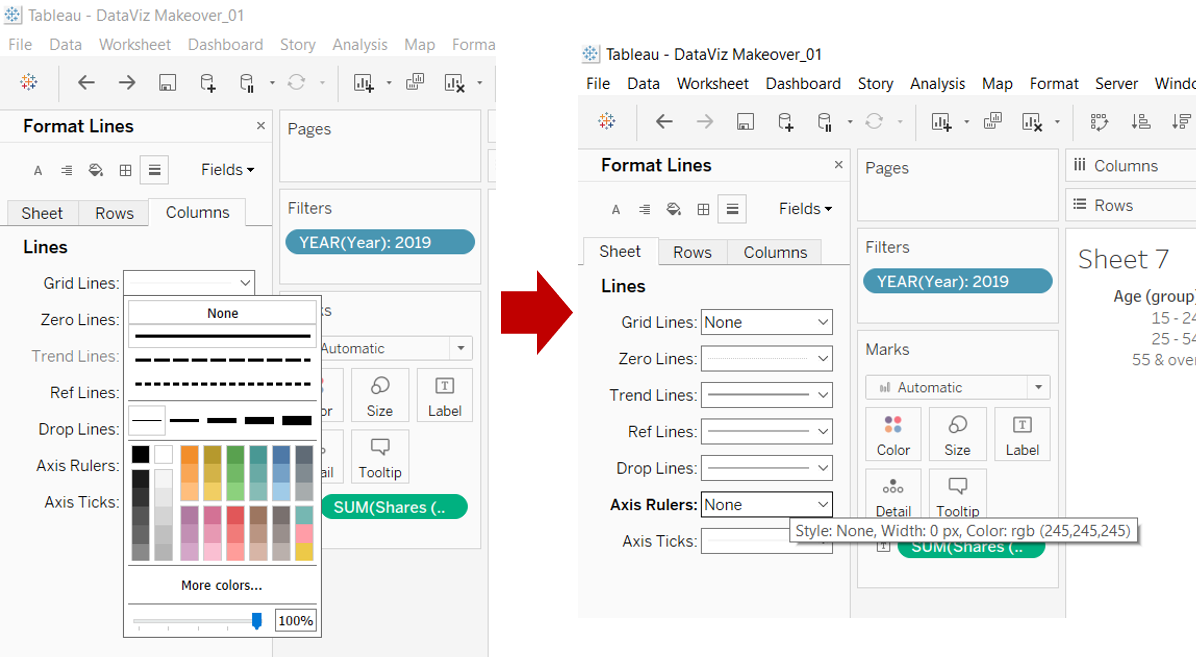 Tableau - DataViz Makeover_01
File Data Worksheet Dashboard Story Analysis Map Forma
Format Lines
A
Fields
Sheet Rows Columns
Lines
Grid Lines:
Zero Lines:
Trend Lines:
Ref Lines:
Drop Lines:
Axis Rulers:
Axis Ticks:
None
More colors...
100%
Pages
Filters
YEAR(Year): 2019
Automatic
Size
Label
Tooltip
SUM(Shares (..
Tableau - DataViz Makeover_01
File Data Worksheet Dashboard Story Analysis Map Format Server
Format Lines
A
Fields
Sheet Rows Columns
Lines
Grid Lines: None
Zero Lines:
Trend Lines:
Ref Lines:
Drop Lines:
Axis Rulers: None
Style: None, Width: 0 px, Color: rgb (245,245,245)
Axis Ticks:
Pages
Filters
YEAR(Year): 2019
Marks
Automatic
Color Size Label
Detail Tooltip
T SUM(Shares (..
Columns
Rows
Sheet 7
Age (group)
15 - 24
25 - 54
55 & over